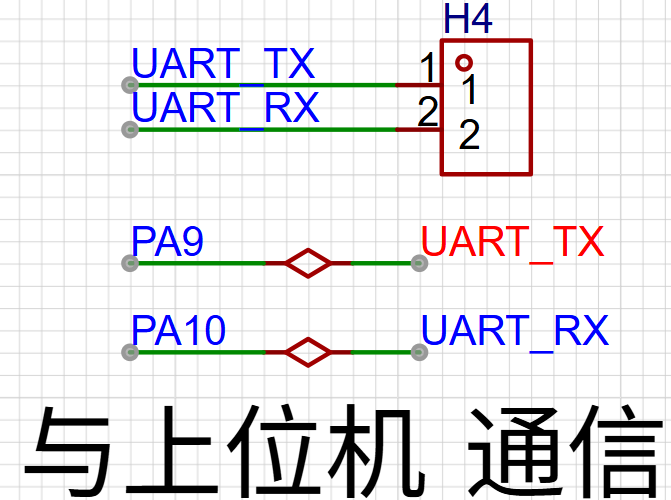 H4
UART_TX 1
1
UART_RX 2
2
PA9 UART_TX
PA10 UART_RX
与上位机 通信